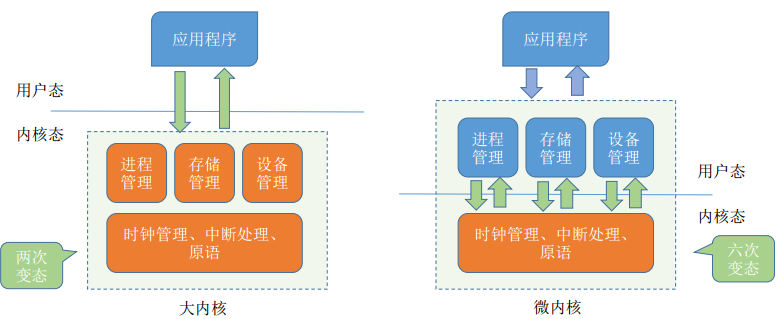 应用程序
用户态
内核态
进程
管理
存储
管理
设备
管理
时钟管理、中断处理、
原语
两次
变态
大内核
应用程序
进程
管理
存储
管理
设备
管理
用户态
内核态
时钟管理、中断处理、
原语
六次
变态
微内核